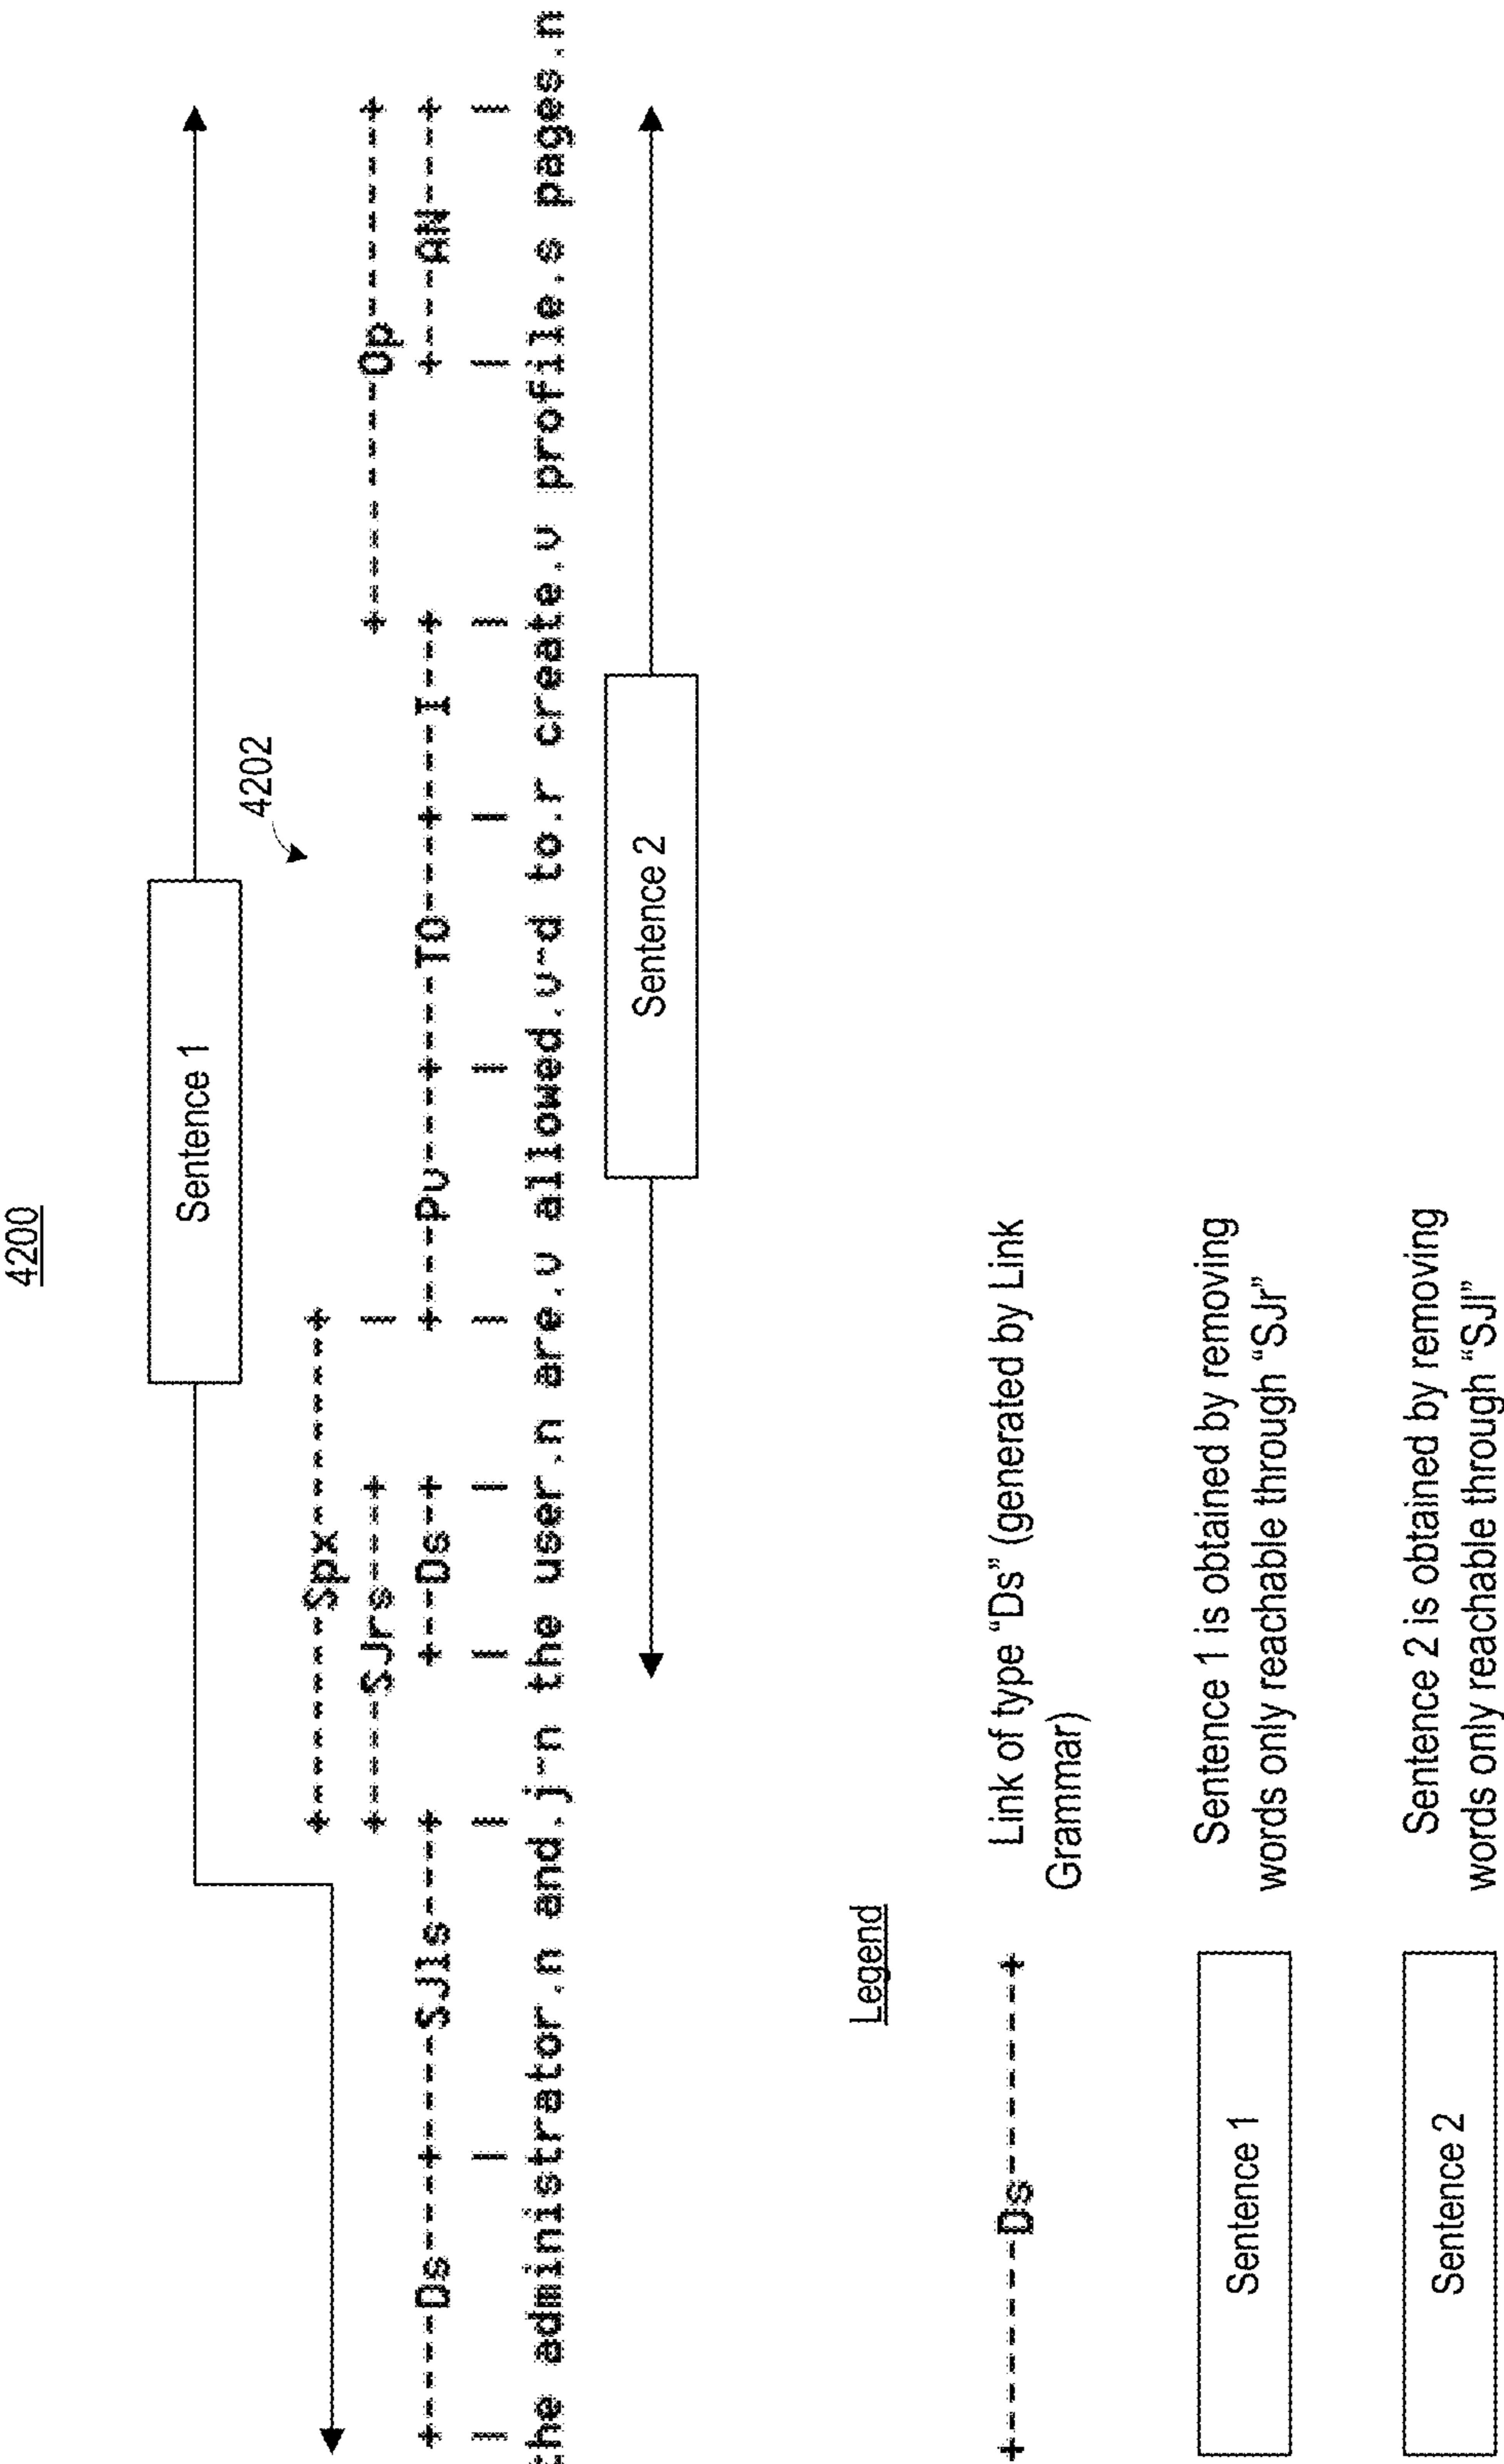 4200
Sentence 1
4202
+-----Ds-----+------SJls-----+
+--------Spx--------+
+-----SJrs----+
+---Ds--+
+----Pv-----+----TO-----+----I----+
+---------Op---------+
+-----AN-----+
the administrator.n and.j-n the user.n are.v allowed.v-d to.r create.v profile.s pages.n
Sentence 2
Legend
+--------Ds---------+ Link of type “Ds” (generated by Link
Grammar)
Sentence 1 Sentence 1 is obtained by removing
words only reachable through “SJr”
Sentence 2 Sentence 2 is obtained by removing
words only reachable through “SJl”